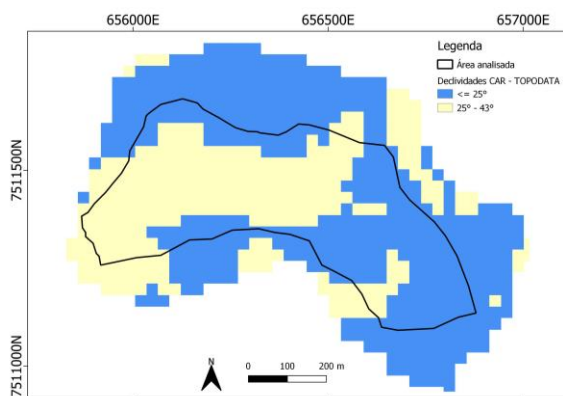 656000E
656500E
657000E
7511500N
7511000N
Legenda
Área analisada
Declividades CAR - TOPODATA
<= 25°
25° - 43°
N
0 100 200 m